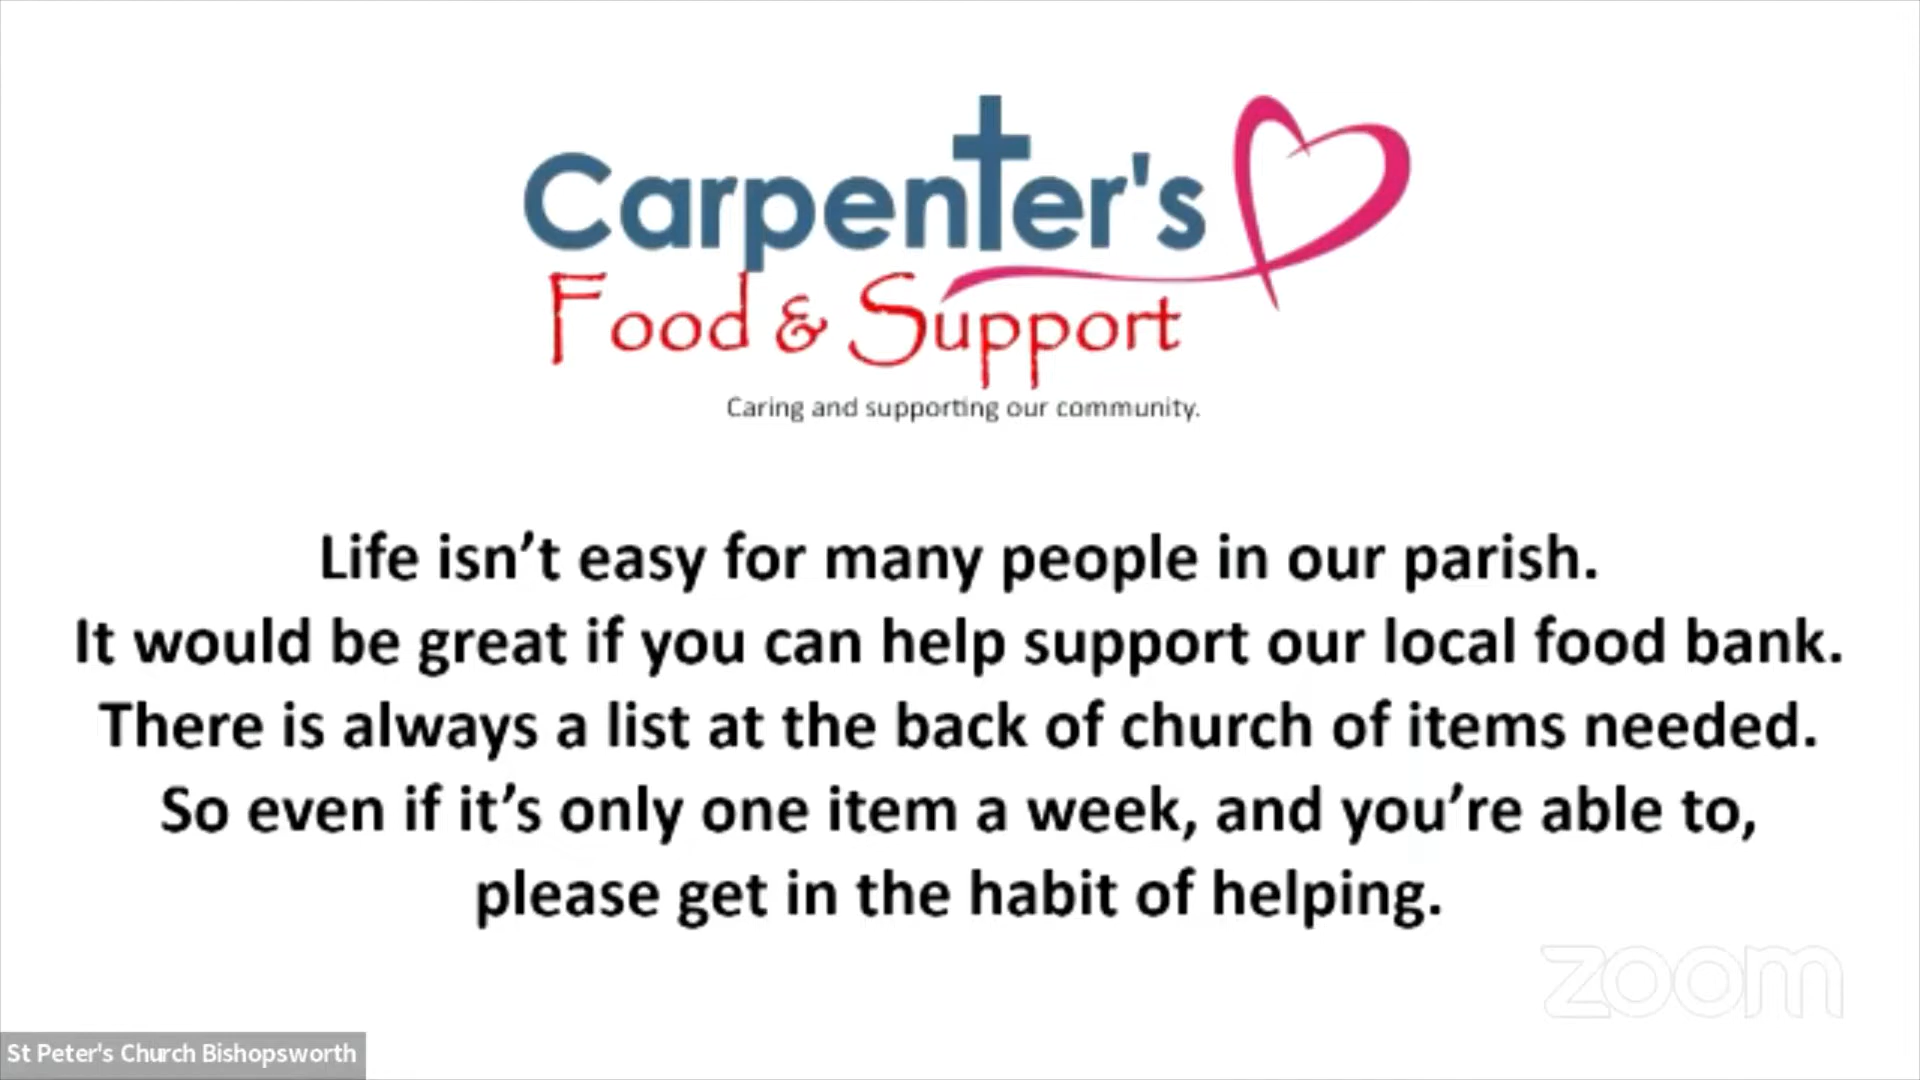 Carpenter's
Food & Support
Caring and supporting our community.
Life isn’t easy for many people in our parish.
It would be great if you can help support our local food bank.
There is always a list at the back of church of items needed.
So even if it’s only one item a week, and you’re able to,
please get in the habit of helping.
zoom
St Peter's Church Bishopsworth